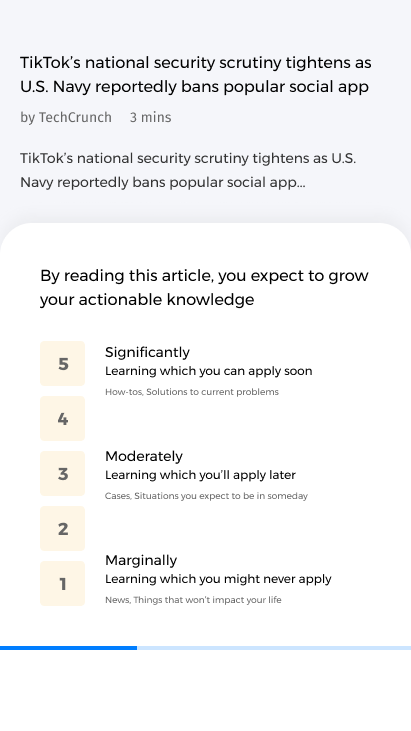 TikTok’s national security scrutiny tightens as
U.S. Navy reportedly bans popular social app
by TechCrunch 3 mins
TikTok’s national security scrutiny tightens as U.S.
Navy reportedly bans popular social app...
By reading this article, you expect to grow
your actionable knowledge
5
Significantly
Learning which you can apply soon
How-tos, Solutions to current problems
4
3
Moderately
Learning which you’ll apply later
Cases, Situations you expect to be in someday
2
1
Marginally
Learning which you might never apply
News, Things that won’t impact your life